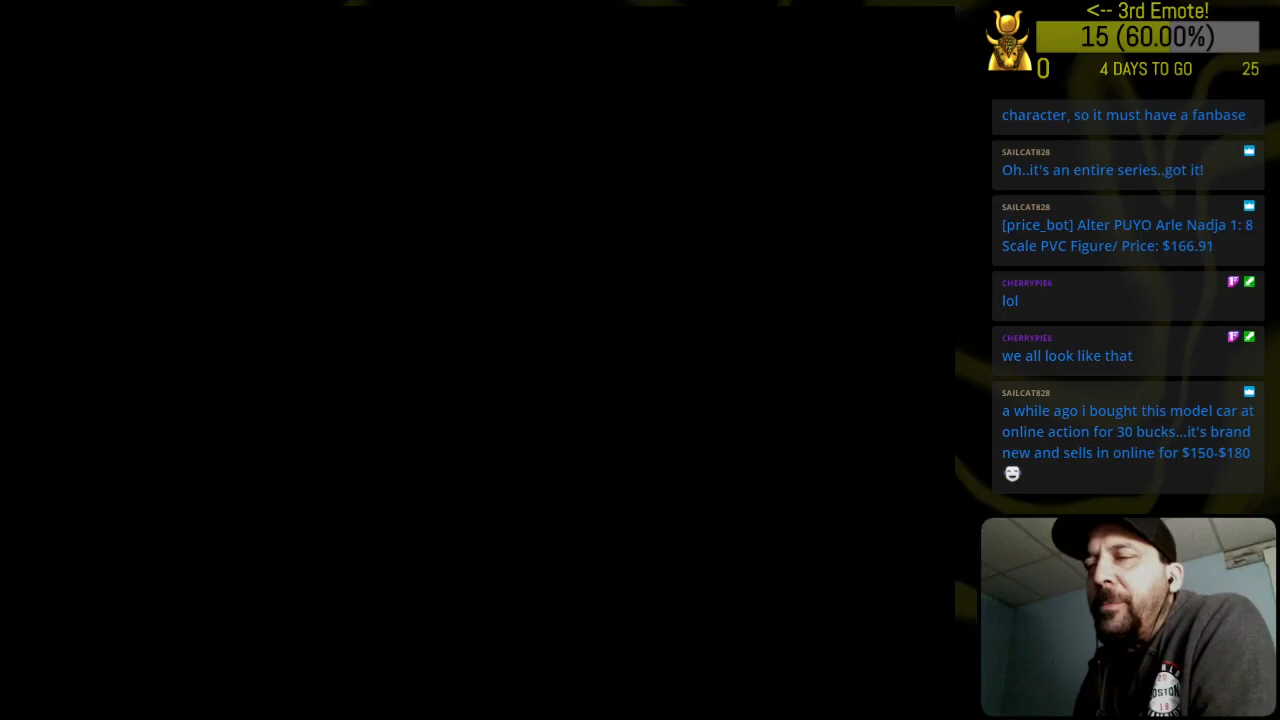 <-- 3rd Emote!
15 (60.00%)
0
4 DAYS TO GO
25
character, so it must have a fanbase
SAILCAT828
Oh..it's an entire series..got it!
SAILCAT828
[price_bot] Alter PUYO Arle Nadja 1: 8
Scale PVC Figure/ Price: $166.91
CHERRYPIE6
lol
CHERRYPIE6
we all look like that
SAILCAT828
a while ago i bought this model car at
online action for 30 bucks...it's brand
new and sells in online for $150-$180
20
BOSTON
18